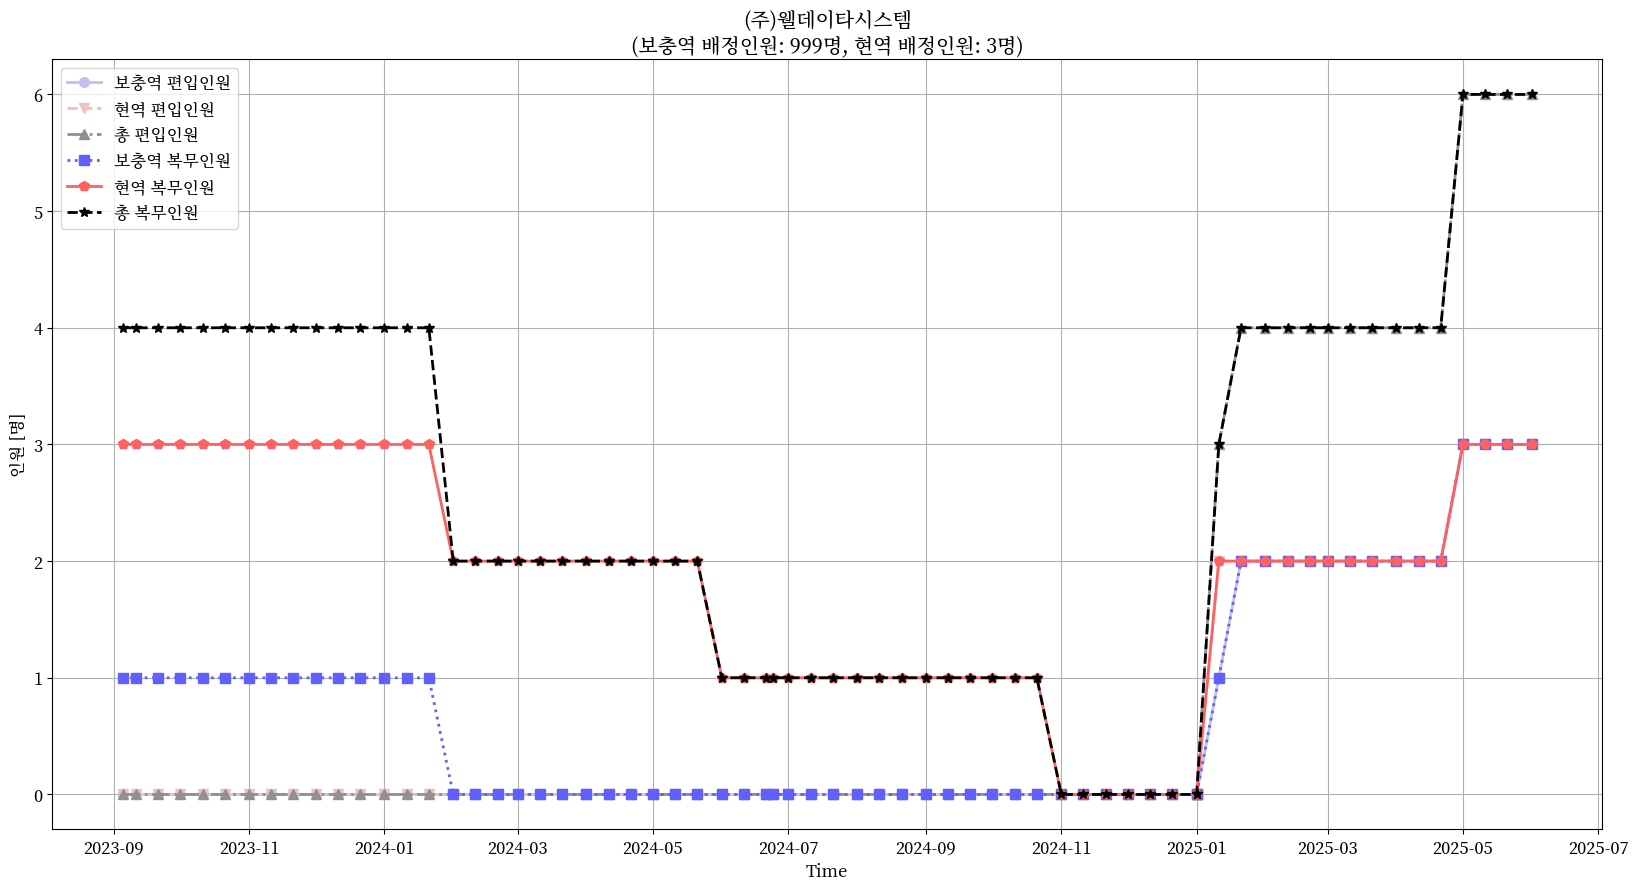 (주)웰데이타시스템
(보충역 배정인원: 999명, 현역 배정인원: 3명)
보충역 편입인원
현역 편입인원
총 편입인원
보충역 복무인원
현역 복무인원
총 복무인원
인원 [명]
6
5
4
3
2
1
0
2023-09 2023-11 2024-01 2024-03 2024-05 2024-07 2024-09 2024-11 2025-01 2025-03 2025-05 2025-07
Time